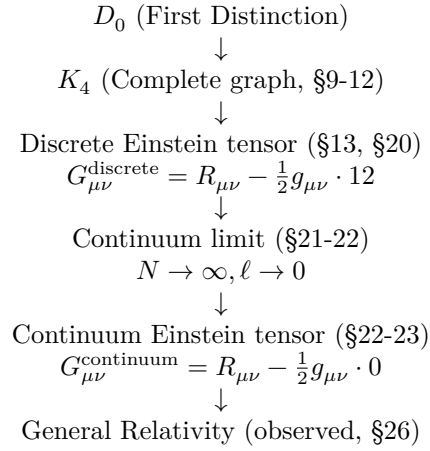 D₀ (First Distinction)
↓
K₄ (Complete graph, §9-12)
↓
Discrete Einstein tensor (§13, §20)
G_{μν}^{discrete} = R_{μν} − ½g_{μν} · 12
↓
Continuum limit (§21-22)
N → ∞, ℓ → 0
↓
Continuum Einstein tensor (§22-23)
G_{μν}^{continuum} = R_{μν} − ½g_{μν} · 0
↓
General Relativity (observed, §26)